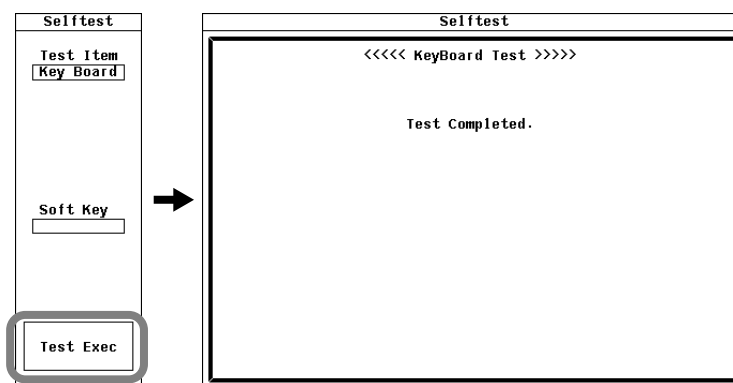 Selftest
Test Item
Key Board
Soft Key
Test Exec
Selftest
<<<<< KeyBoard Test >>>>>
Test Completed.